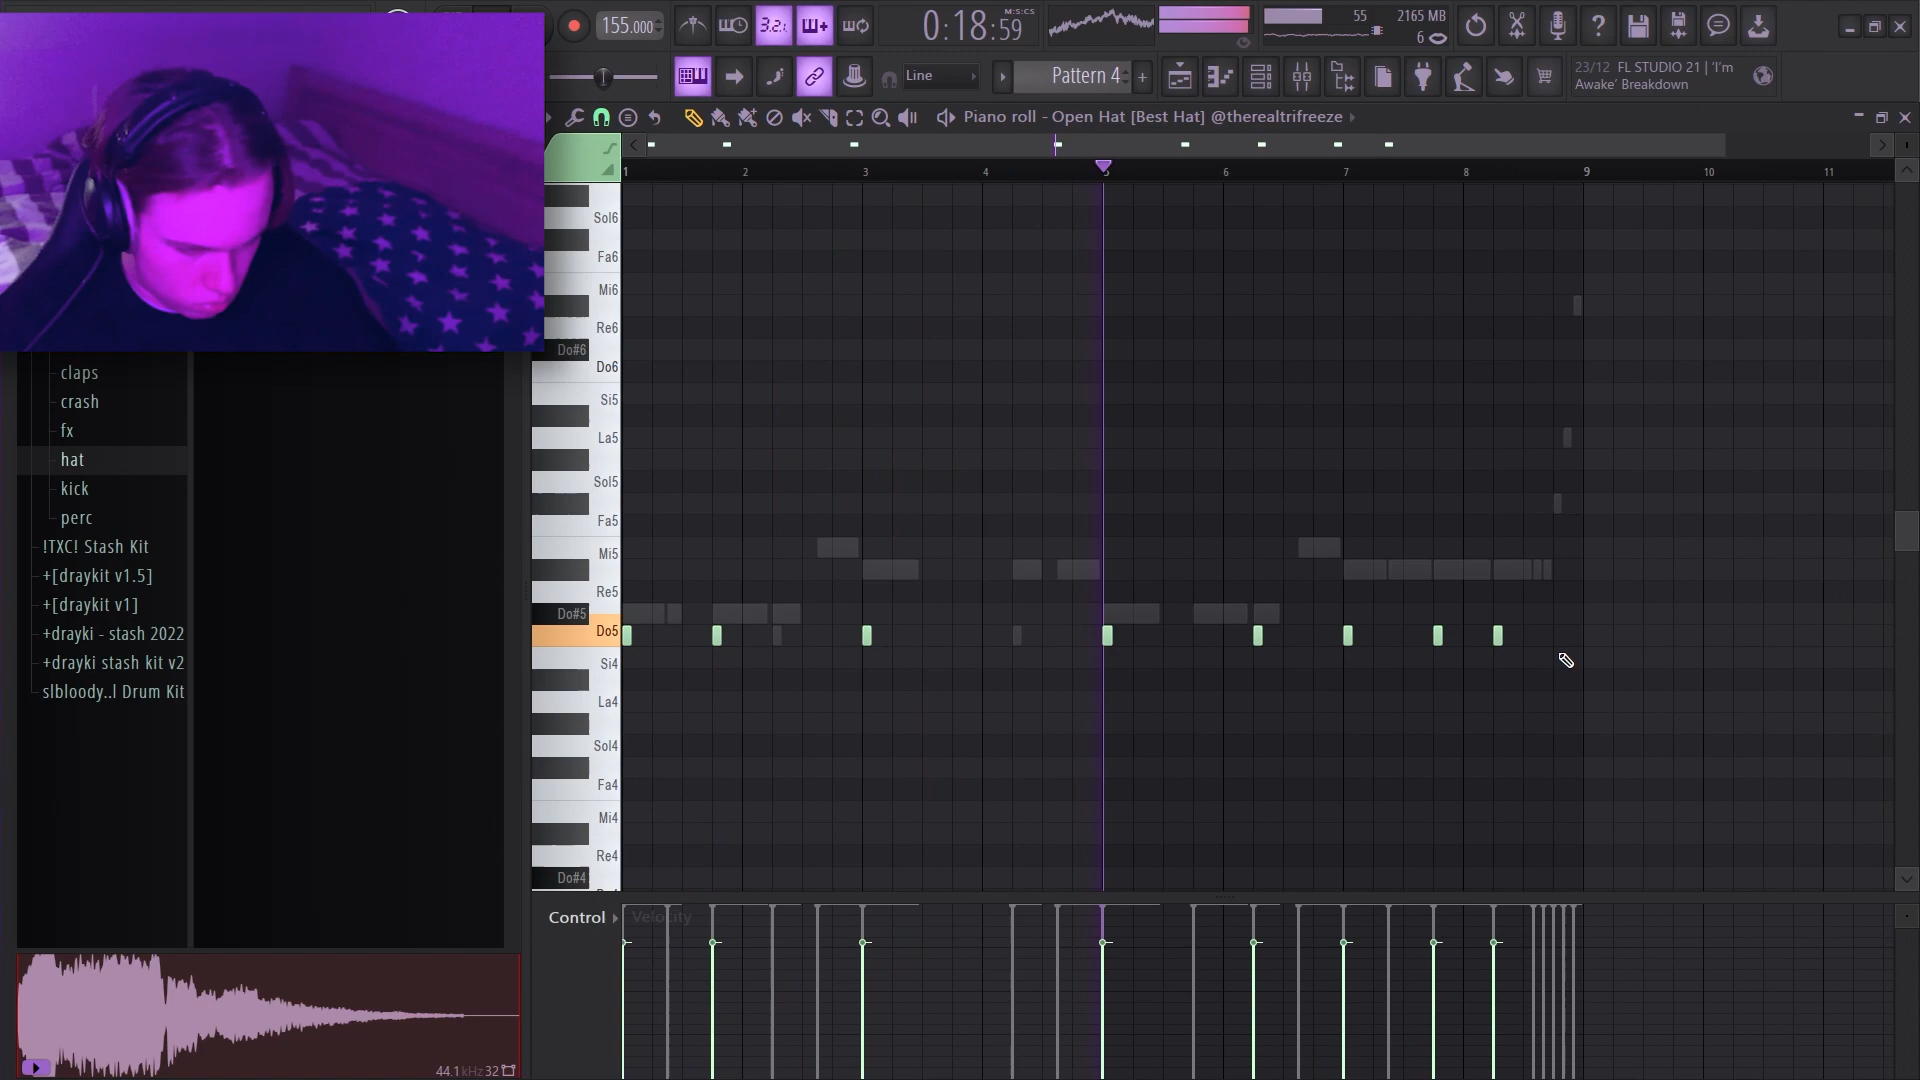 155.000
3.2.1
0:18:59
M:S:CS
55
2165 MB
6
Line
Pattern 4
23/12 FL STUDIO 21 | 'I'm
Awake' Breakdown
Piano roll - Open Hat [Best Hat] @therealtrifreeze
1 2 3 4 5 6 7 8 9 10 11
claps
crash
fx
hat
kick
perc
!TXC! Stash Kit
+[draykit v1.5]
+[draykit v1]
+drayki - stash 2022
+drayki stash kit v2
slbloody..l Drum Kit
Sol6
Fa6
Mi6
Re6
Do#6
Do6
Si5
La5
Sol5
Fa5
Mi5
Re5
Do#5
Do5
Si4
La4
Sol4
Fa4
Mi4
Re4
Do#4
Control
Velocity
44.1kHz 32